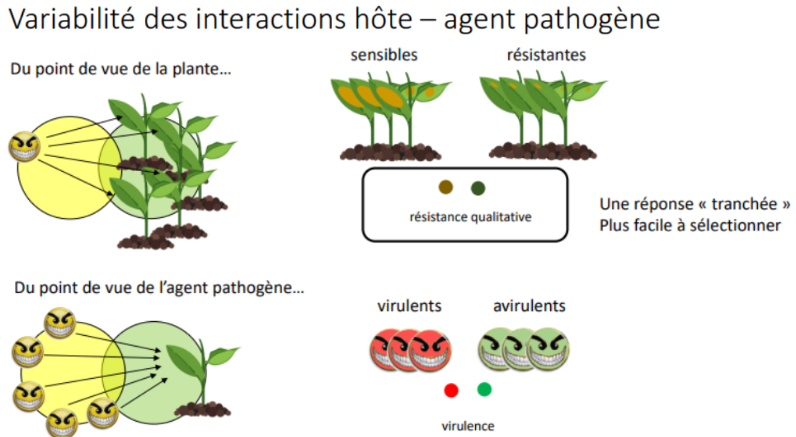 Variabilité des interactions hôte – agent pathogène
Du point de vue de la plante…
sensibles
résistantes
résistance qualitative
Une réponse « tranchée »
Plus facile à sélectionner
Du point de vue de l’agent pathogène…
virulents
avirulents
virulence